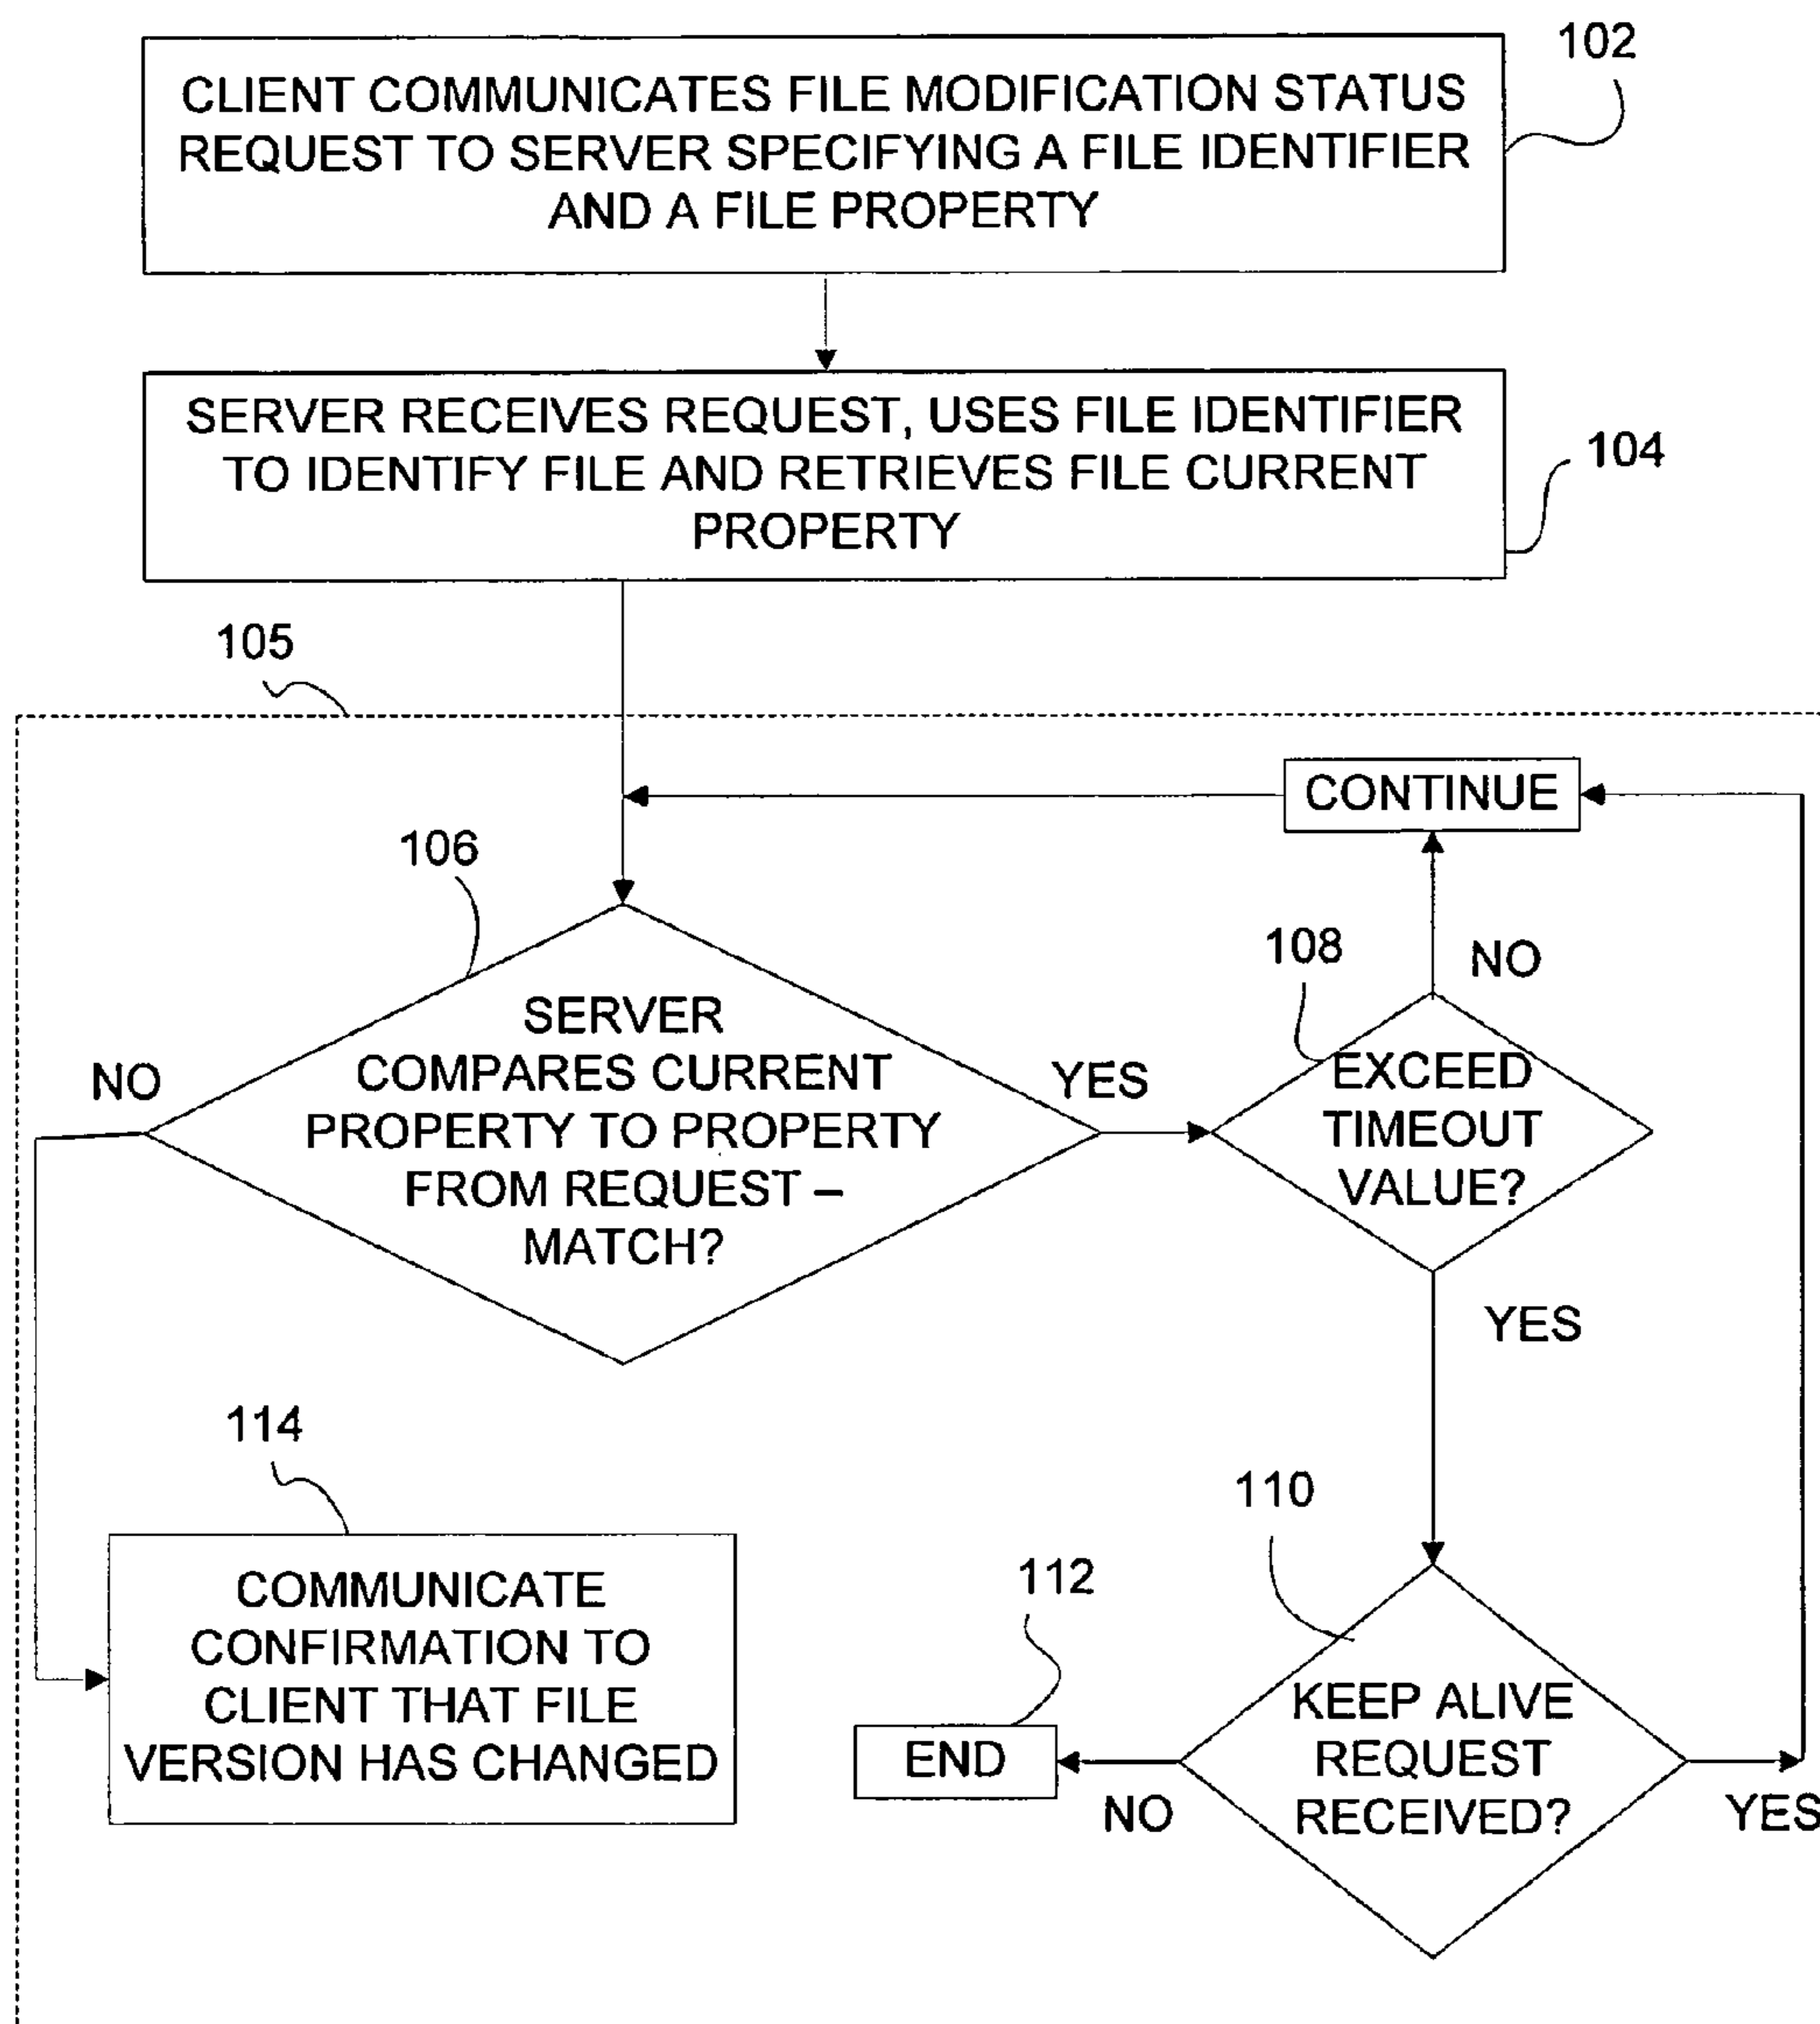 102
CLIENT COMMUNICATES FILE MODIFICATION STATUS
REQUEST TO SERVER SPECIFYING A FILE IDENTIFIER
AND A FILE PROPERTY
SERVER RECEIVES REQUEST, USES FILE IDENTIFIER
TO IDENTIFY FILE AND RETRIEVES FILE CURRENT
PROPERTY
104
105
CONTINUE
106
108
NO
SERVER
COMPARES CURRENT
PROPERTY TO PROPERTY
FROM REQUEST –
MATCH?
NO
YES
EXCEED
TIMEOUT
VALUE?
YES
114
COMMUNICATE
CONFIRMATION TO
CLIENT THAT FILE
VERSION HAS CHANGED
110
112
END
NO
KEEP ALIVE
REQUEST
RECEIVED?
YES